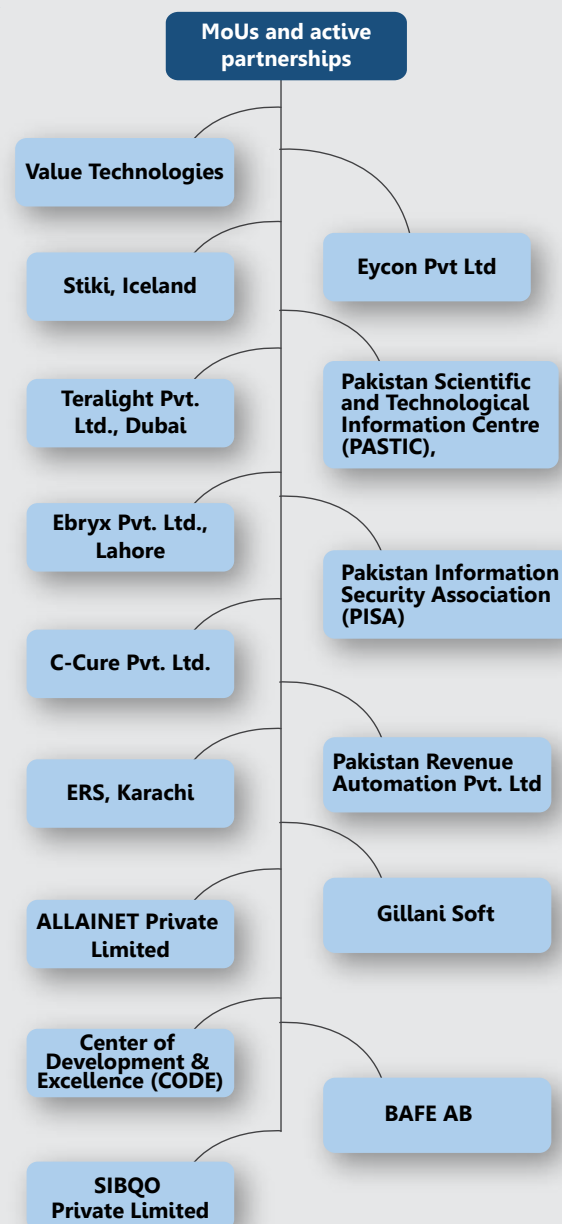 MoUs and active
partnerships
Value Technologies
Eycon Pvt Ltd
Stiki, Iceland
Pakistan Scientific
and Technological
Information Centre
(PASTIC),
Teralight Pvt.
Ltd., Dubai
Ebryx Pvt. Ltd.,
Lahore
Pakistan Information
Security Association
(PISA)
C-Cure Pvt. Ltd.
Pakistan Revenue
Automation Pvt. Ltd
ERS, Karachi
Gillani Soft
ALLAINET Private
Limited
Center of
Development &
Excellence (CODE)
BAFE AB
SIBQO
Private Limited